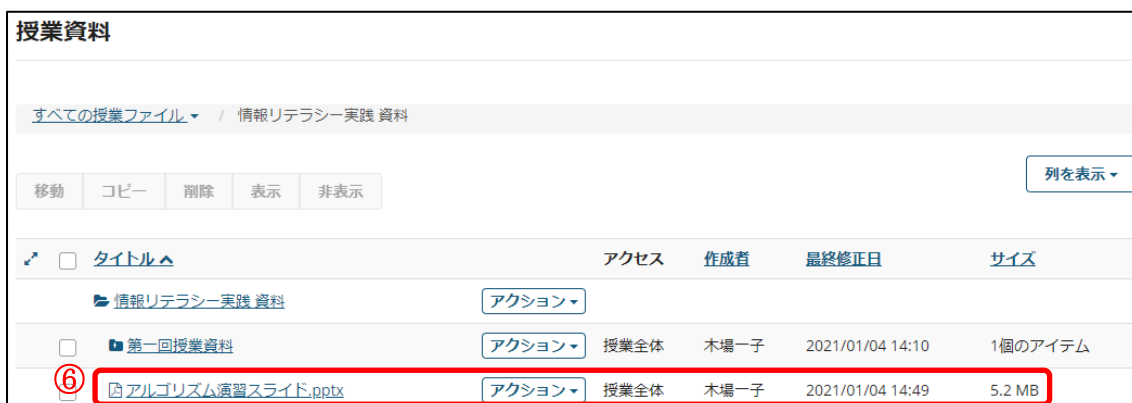 授業資料
すべての授業ファイル / 情報リテラシー実践 資料
列を表示
移動 コピー 削除 表示 非表示
タイトル アクセス 作成者 最終修正日 サイズ
情報リテラシー実践 資料 アクション
第一回授業資料 アクション 授業全体 木場一子 2021/01/04 14:10 1個のアイテム
⑥ アルゴリズム演習スライド.pptx アクション 授業全体 木場一子 2021/01/04 14:49 5.2 MB